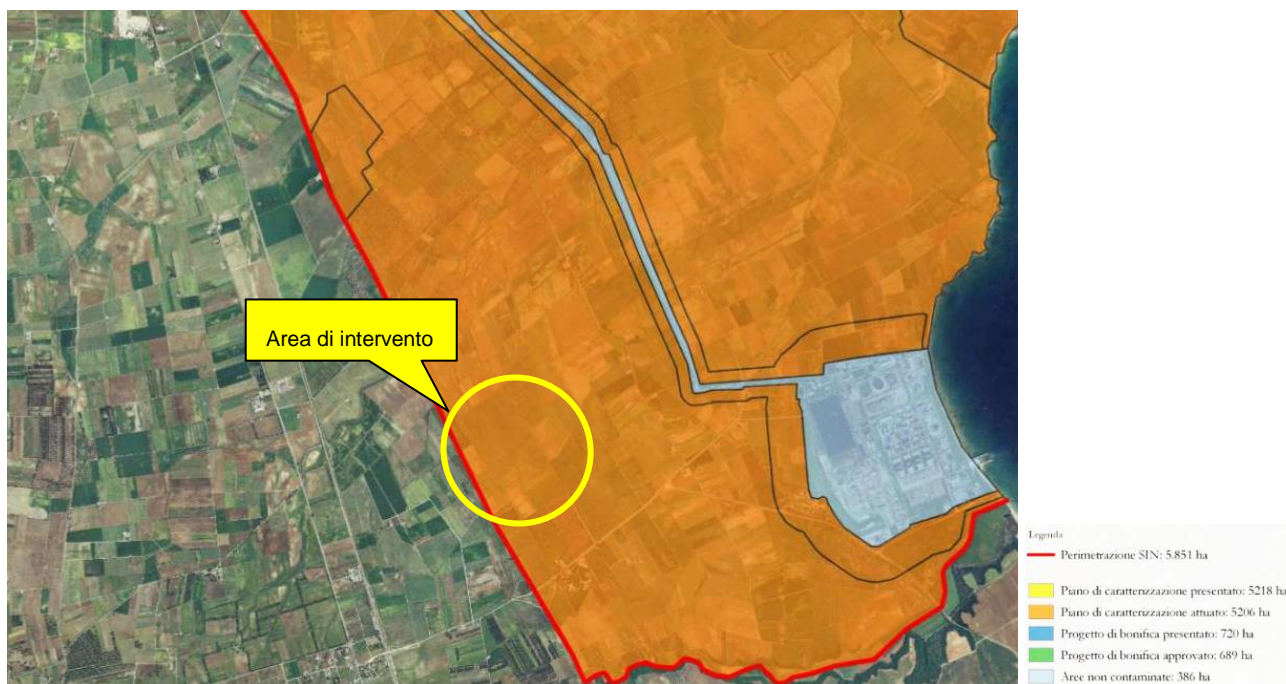 Area di intervento
Legenda
Perimetrazione SIN: 5.851 ha
Piano di caratterizzazione presentato: 5218 ha
Piano di caratterizzazione attuato: 5206 ha
Progetto di bonifica presentato: 720 ha
Progetto di bonifica approvato: 689 ha
Aree non contaminate: 386 ha